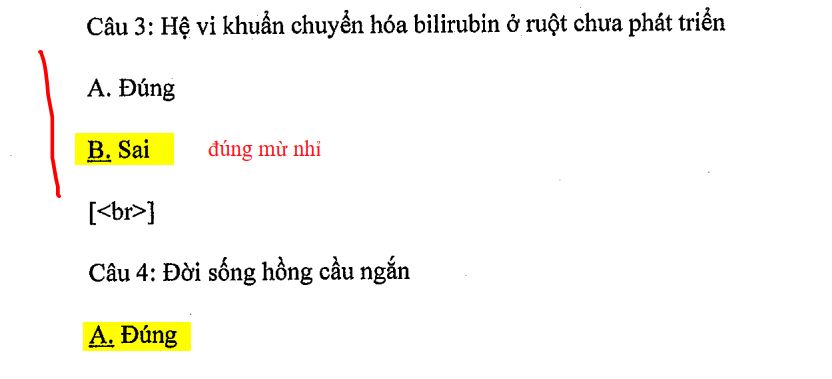 Câu 3: Hệ vi khuẩn chuyển hóa bilirubin ở ruột chưa phát triển
A. Đúng
B. Sai đúng mừ nhỉ
[<br>]
Câu 4: Đời sống hồng cầu ngắn
A. Đúng